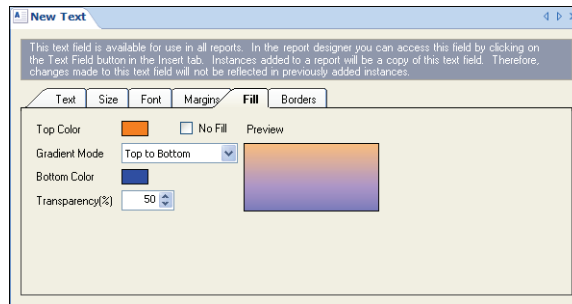 New Text
This text field is available for use in all reports. In the report designer you can access this field by clicking on
the Text Field button in the Insert tab. Instances added to a report will be a copy of this text field. Therefore,
changes made to this text field will not be reflected in previously added instances.
Text Size Font Margins Fill Borders
Top Color No Fill Preview
Gradient Mode Top to Bottom
Bottom Color
Transparency(%) 50